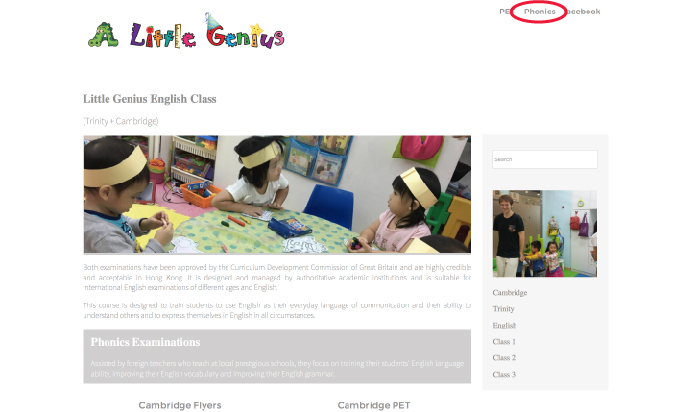 PE Phonics acebook
A Little Genius
Little Genius English Class
(Trinity+ Cambridge)
Both examinations have been approved by the Curriculum Development Commission of Great Britain and are highly credible
and acceptable in Hong Kong. It is designed and managed by authoritative academic institutions and is suitable for
international English examinations of different ages and English.
This course is designed to train students to use English as their everyday language of communication and their ability to
understand others and to express themselves in English in all circumstances.
Phonics Examinations
Assisted by foreign teachers who teach at local prestigious schools, they focus on training their students' English language
ability, improving their English vocabulary and improving their English grammar.
Cambridge Flyers
Cambridge PET
Search
Cambridge
Trinity
English
Class 1
Class 2
Class 3